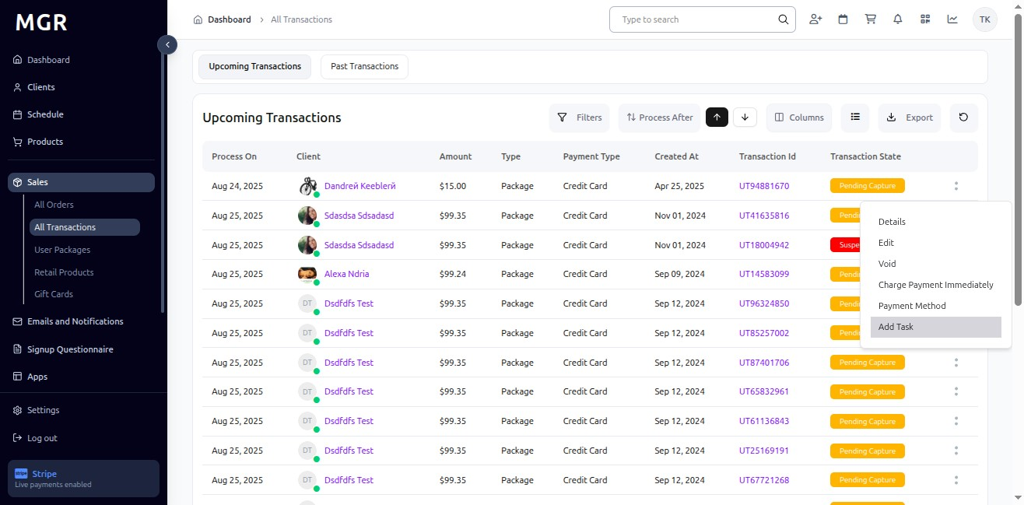 MGR
Dashboard
Clients
Schedule
Products
Sales
All Orders
All Transactions
User Packages
Retail Products
Gift Cards
Emails and Notifications
Signup Questionnaire
Apps
Settings
Log out
Stripe
Live payments enabled
Dashboard > All Transactions
Type to search
TK
Upcoming Transactions Past Transactions
Upcoming Transactions
Filters Process After Columns Export
Process On Client Amount Type Payment Type Created At Transaction Id Transaction State
Aug 24, 2025 Dandreй Keeblerй $15.00 Package Credit Card Apr 25, 2025 UT94881670 Pending Capture
Aug 25, 2025 Sdasdsa Sdsadasd $99.35 Package Credit Card Nov 01, 2024 UT41635816
Aug 25, 2025 Sdasdsa Sdsadasd $99.35 Package Credit Card Nov 01, 2024 UT18004942
Aug 25, 2025 Alexa Ndria $99.24 Package Credit Card Sep 09, 2024 UT14583099
Aug 25, 2025 DT Dsdfdfs Test $99.35 Package Credit Card Sep 12, 2024 UT96324850
Aug 25, 2025 DT Dsdfdfs Test $99.35 Package Credit Card Sep 12, 2024 UT85257002
Aug 25, 2025 DT Dsdfdfs Test $99.35 Package Credit Card Sep 12, 2024 UT87401706 Pending Capture
Aug 25, 2025 DT Dsdfdfs Test $99.35 Package Credit Card Sep 12, 2024 UT65832961 Pending Capture
Aug 25, 2025 DT Dsdfdfs Test $99.35 Package Credit Card Sep 12, 2024 UT61136843 Pending Capture
Aug 25, 2025 DT Dsdfdfs Test $99.35 Package Credit Card Sep 12, 2024 UT25169191 Pending Capture
Aug 25, 2025 DT Dsdfdfs Test $99.35 Package Credit Card Sep 12, 2024 UT67721268 Pending Capture
Details
Edit
Void
Charge Payment Immediately
Payment Method
Add Task